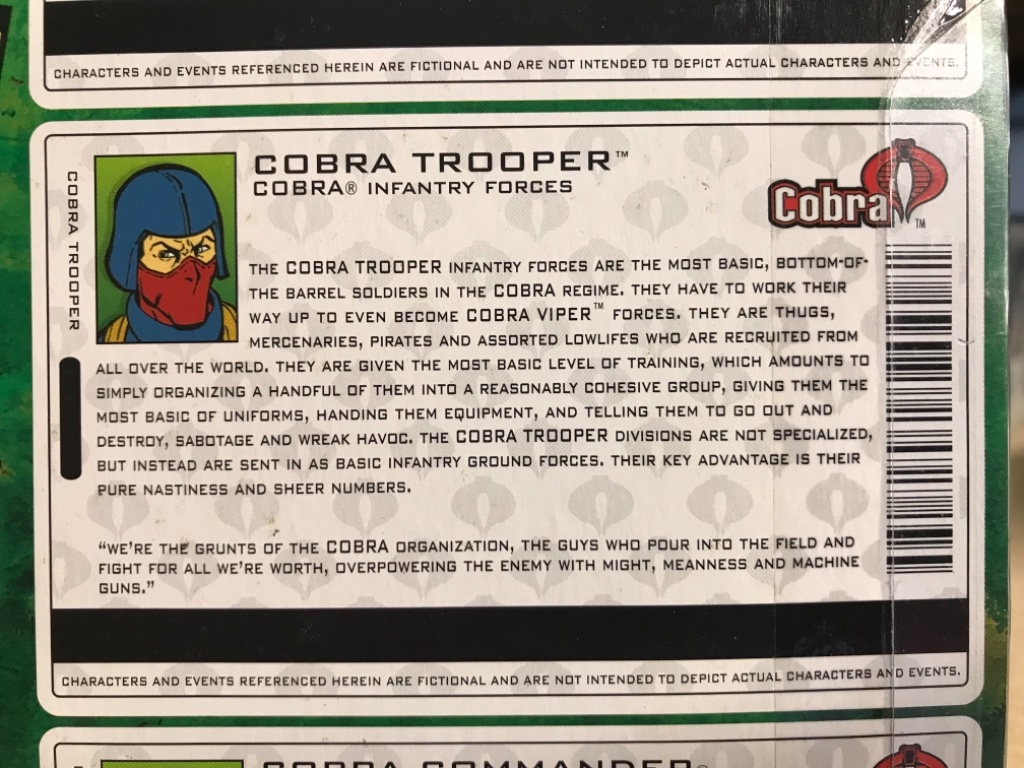 CHARACTERS AND EVENTS REFERENCED HEREIN ARE FICTIONAL AND ARE NOT INTENDED TO DEPICT ACTUAL CHARACTERS AND EVENTS.
COBRA TROOPER™
COBRA® INFANTRY FORCES
Cobra™
COBRA TROOPER
THE COBRA TROOPER INFANTRY FORCES ARE THE MOST BASIC, BOTTOM-OF-
THE BARREL SOLDIERS IN THE COBRA REGIME. THEY HAVE TO WORK THEIR
WAY UP TO EVEN BECOME COBRA VIPER™ FORCES. THEY ARE THUGS,
MERCENARIES, PIRATES AND ASSORTED LOWLIFES WHO ARE RECRUITED FROM
ALL OVER THE WORLD. THEY ARE GIVEN THE MOST BASIC LEVEL OF TRAINING, WHICH AMOUNTS TO
SIMPLY ORGANIZING A HANDFUL OF THEM INTO A REASONABLY COHESIVE GROUP, GIVING THEM THE
MOST BASIC OF UNIFORMS, HANDING THEM EQUIPMENT, AND TELLING THEM TO GO OUT AND
DESTROY, SABOTAGE AND WREAK HAVOC. THE COBRA TROOPER DIVISIONS ARE NOT SPECIALIZED,
BUT INSTEAD ARE SENT IN AS BASIC INFANTRY GROUND FORCES. THEIR KEY ADVANTAGE IS THEIR
PURE NASTINESS AND SHEER NUMBERS.
“WE’RE THE GRUNTS OF THE COBRA ORGANIZATION, THE GUYS WHO POUR INTO THE FIELD AND
FIGHT FOR ALL WE’RE WORTH, OVERPOWERING THE ENEMY WITH MIGHT, MEANNESS AND MACHINE
GUNS.”
CHARACTERS AND EVENTS REFERENCED HEREIN ARE FICTIONAL AND ARE NOT INTENDED TO DEPICT ACTUAL CHARACTERS AND EVENTS.
COBRA COMMANDER®